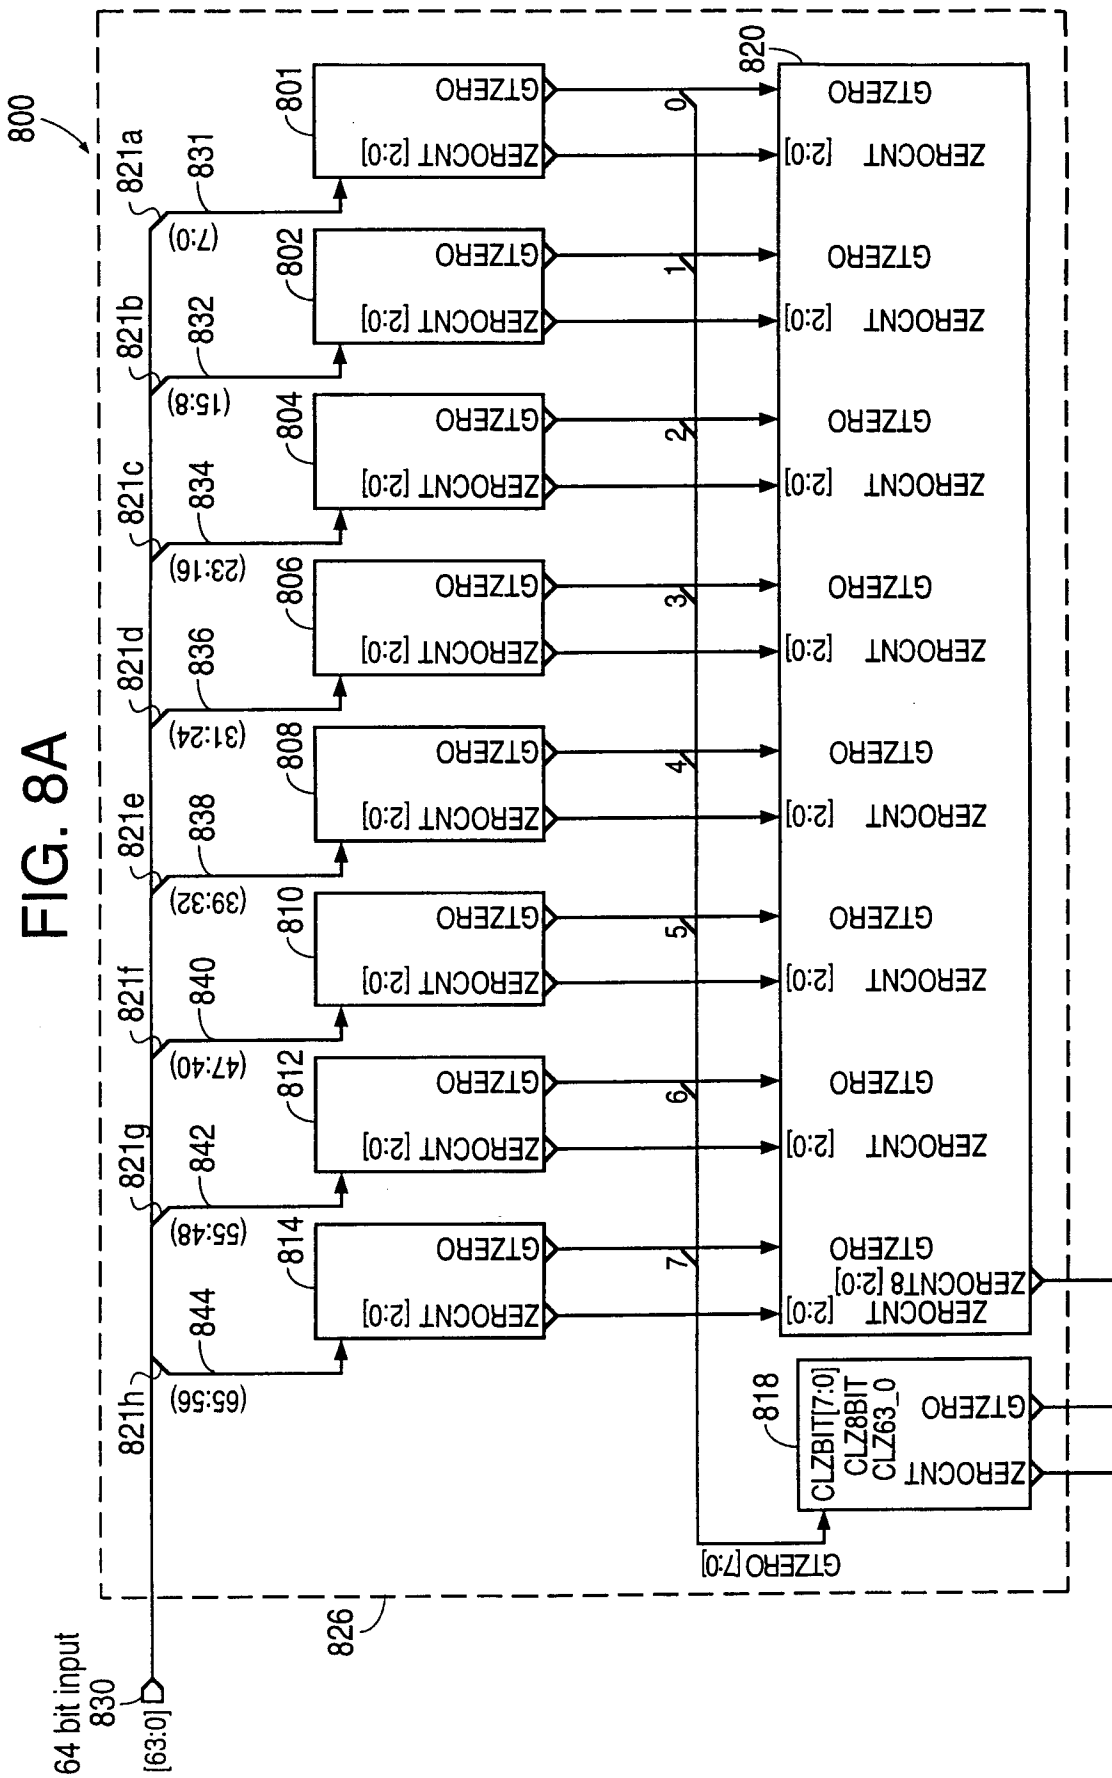 FIG. 8A
800
64 bit input
830
[63:0]
826
821h
821g
821f
821e
821d
821c
821b
821a
844
842
840
838
836
834
832
831
(65:56)
(55:48)
(47:40)
(39:32)
(31:24)
(23:16)
(15:8)
(7:0)
814
ZEROCNT [2:0]
GTZERO
812
ZEROCNT [2:0]
GTZERO
810
ZEROCNT [2:0]
GTZERO
808
ZEROCNT [2:0]
GTZERO
806
ZEROCNT [2:0]
GTZERO
804
ZEROCNT [2:0]
GTZERO
802
ZEROCNT [2:0]
GTZERO
801
ZEROCNT [2:0]
GTZERO
7
6
5
4
3
2
1
0
GTZERO [7:0]
818
CLZBIT[7:0]
CLZ8BIT
CLZ63_0
ZEROCNT
GTZERO
820
[2:0]
ZEROCNT
GTZERO
[2:0]
ZEROCNT
GTZERO
[2:0]
ZEROCNT
GTZERO
[2:0]
ZEROCNT
GTZERO
[2:0]
ZEROCNT
GTZERO
[2:0]
ZEROCNT
GTZERO
[2:0]
ZEROCNT
GTZERO
[2:0]
ZEROCNT
GTZERO
ZEROCNT8 [2:0]